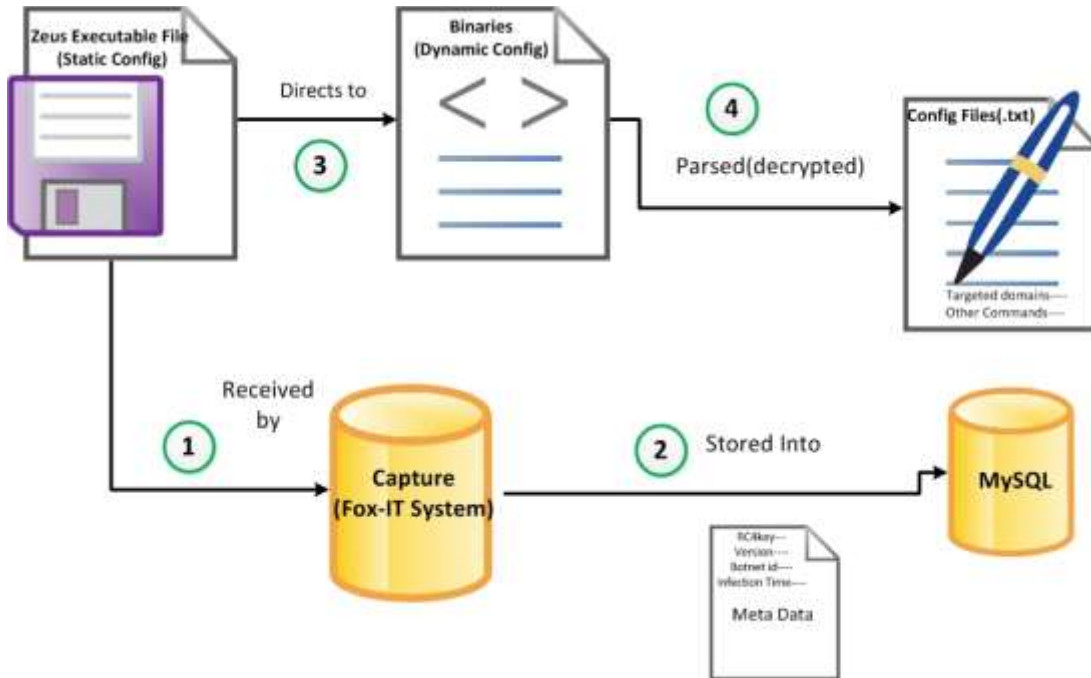 Zeus Executable File
(Static Config)
Binaries
(Dynamic Config)
Directs to
3
4
Parsed(decrypted)
Config Files(.txt)
Targeted domains----
Other Commands----
Received
by
1
Capture
(Fox-IT System)
2
Stored Into
MySQL
RC4key---
Version----
Botnet id----
Infection Time----
Meta Data